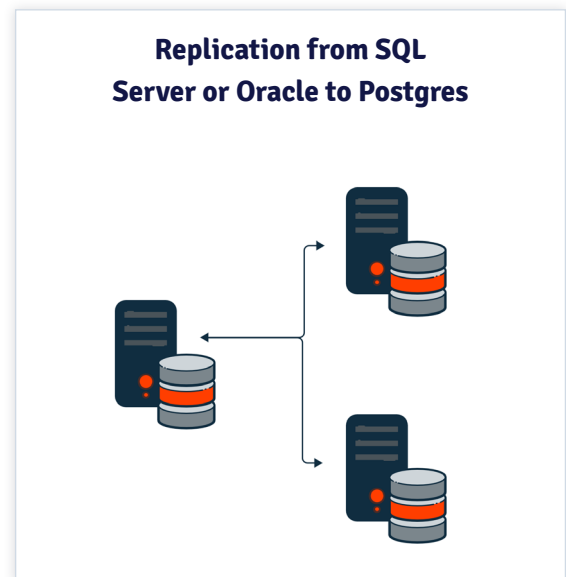 Replication from SQL
Server or Oracle to Postgres